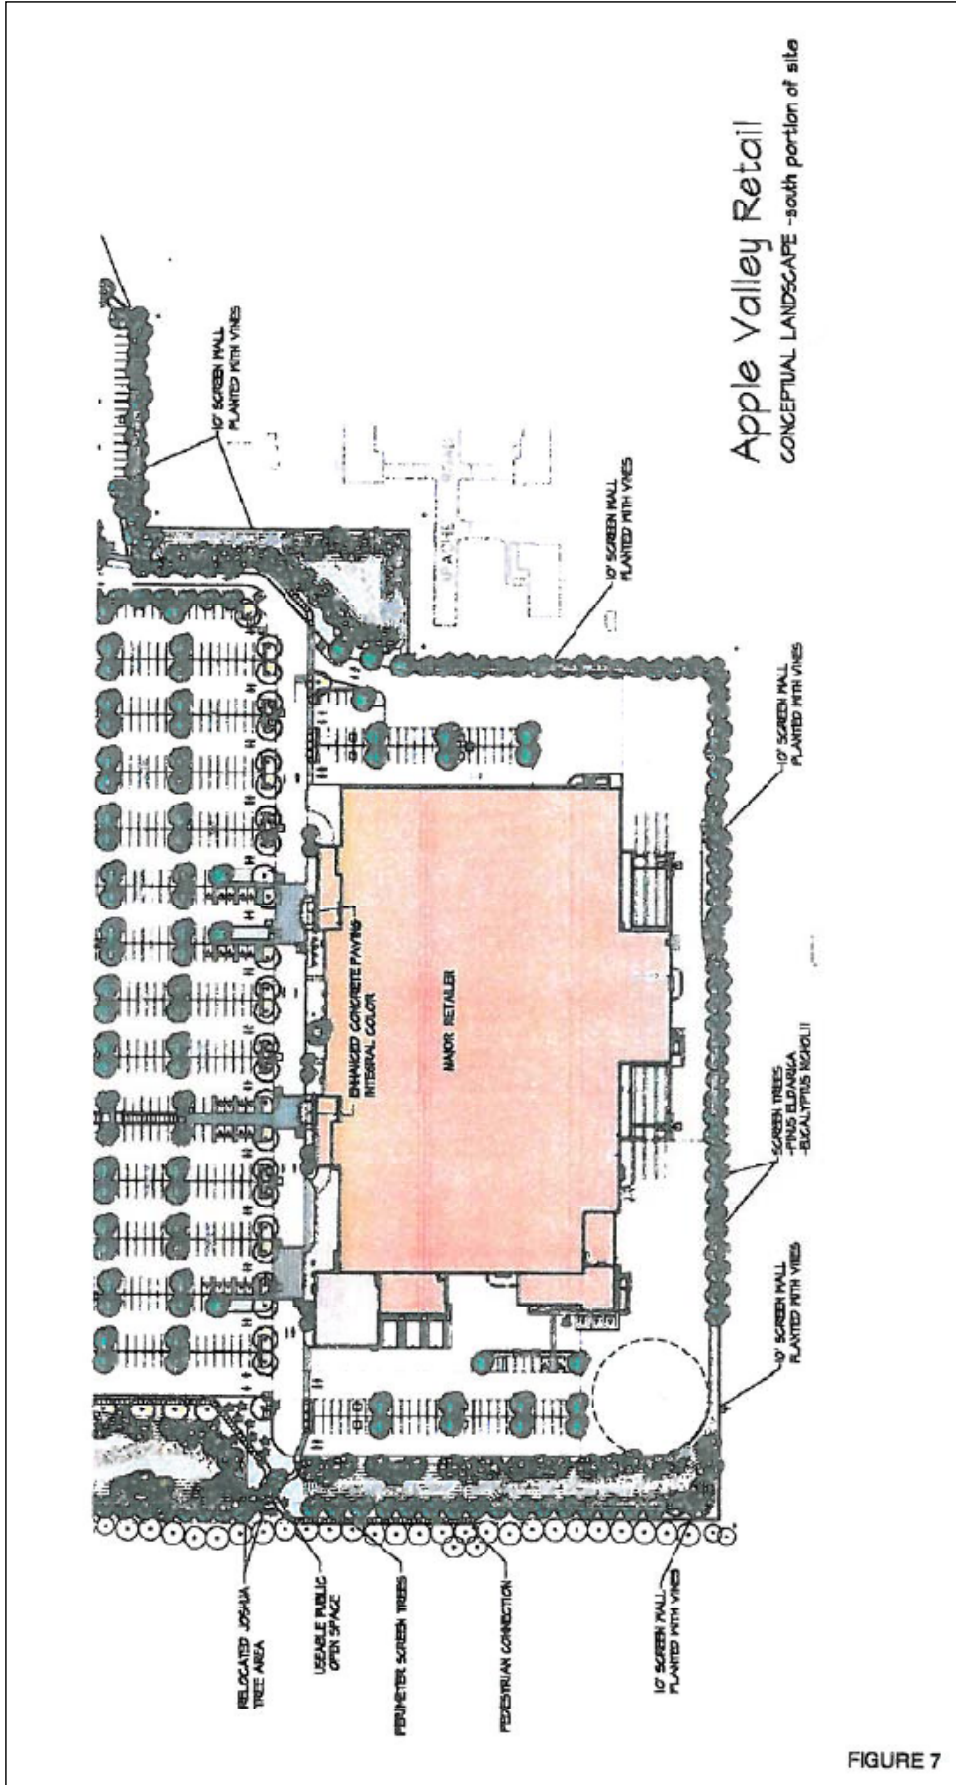 10' SCREEN WALL
PLANTED WITH VINES
RELOCATED JOSHUA
TREE AREA
USEABLE PUBLIC
OPEN SPACE
ENHANCED CONCRETE PAVING
INTEGRAL COLOR
PERIMETER SCREEN TREES
MAJOR RETAILER
APACHE ROAD
PEDESTRIAN CONNECTION
10' SCREEN WALL
PLANTED WITH VINES
10' SCREEN WALL
PLANTED WITH VINES
10' SCREEN WALL
PLANTED WITH VINES
SCREEN TREES
-PINUS ELDARICA
-EUCALYPTUS NICHOLII
10' SCREEN WALL
PLANTED WITH VINES
Apple Valley Retail
CONCEPTUAL LANDSCAPE -south portion of site
FIGURE 7